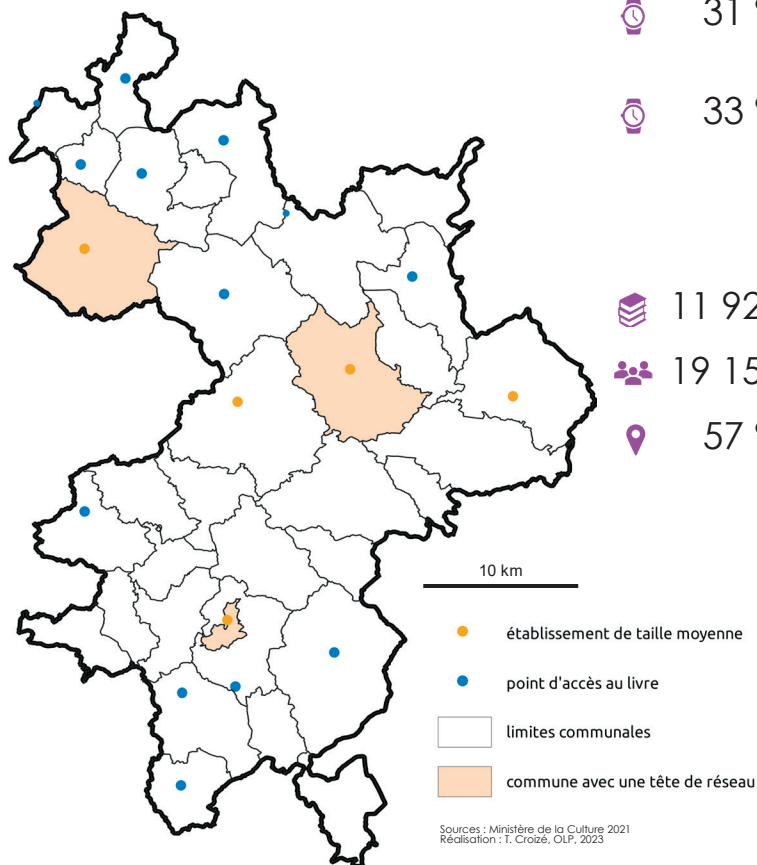 31 %
33 %
11 92
19 15
57 %
10 km
établissement de taille moyenne
point d'accès au livre
limites communales
commune avec une tête de réseau
Sources : Ministère de la Culture 2021
Réalisation : T. Croizé, OLP, 2023